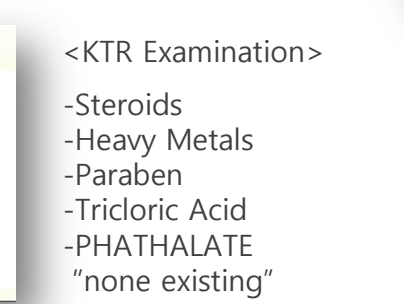 <KTR Examination>
-Steroids
-Heavy Metals
-Paraben
-Tricloric Acid
-PHATHALATE
“none existing”